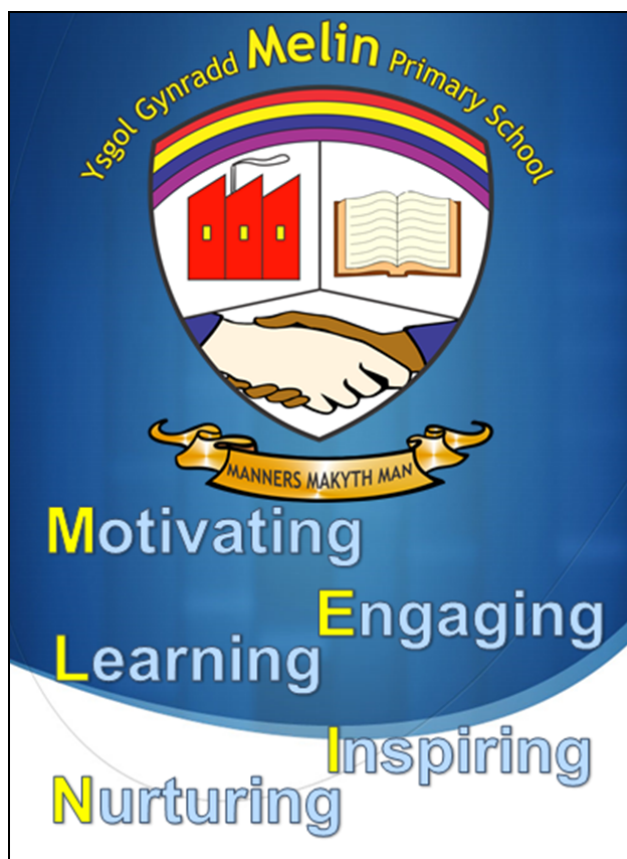 Ysgol Gynradd Melin Primary School
MANNERS MAKYTH MAN
Motivating
Engaging
Learning
Inspiring
Nurturing